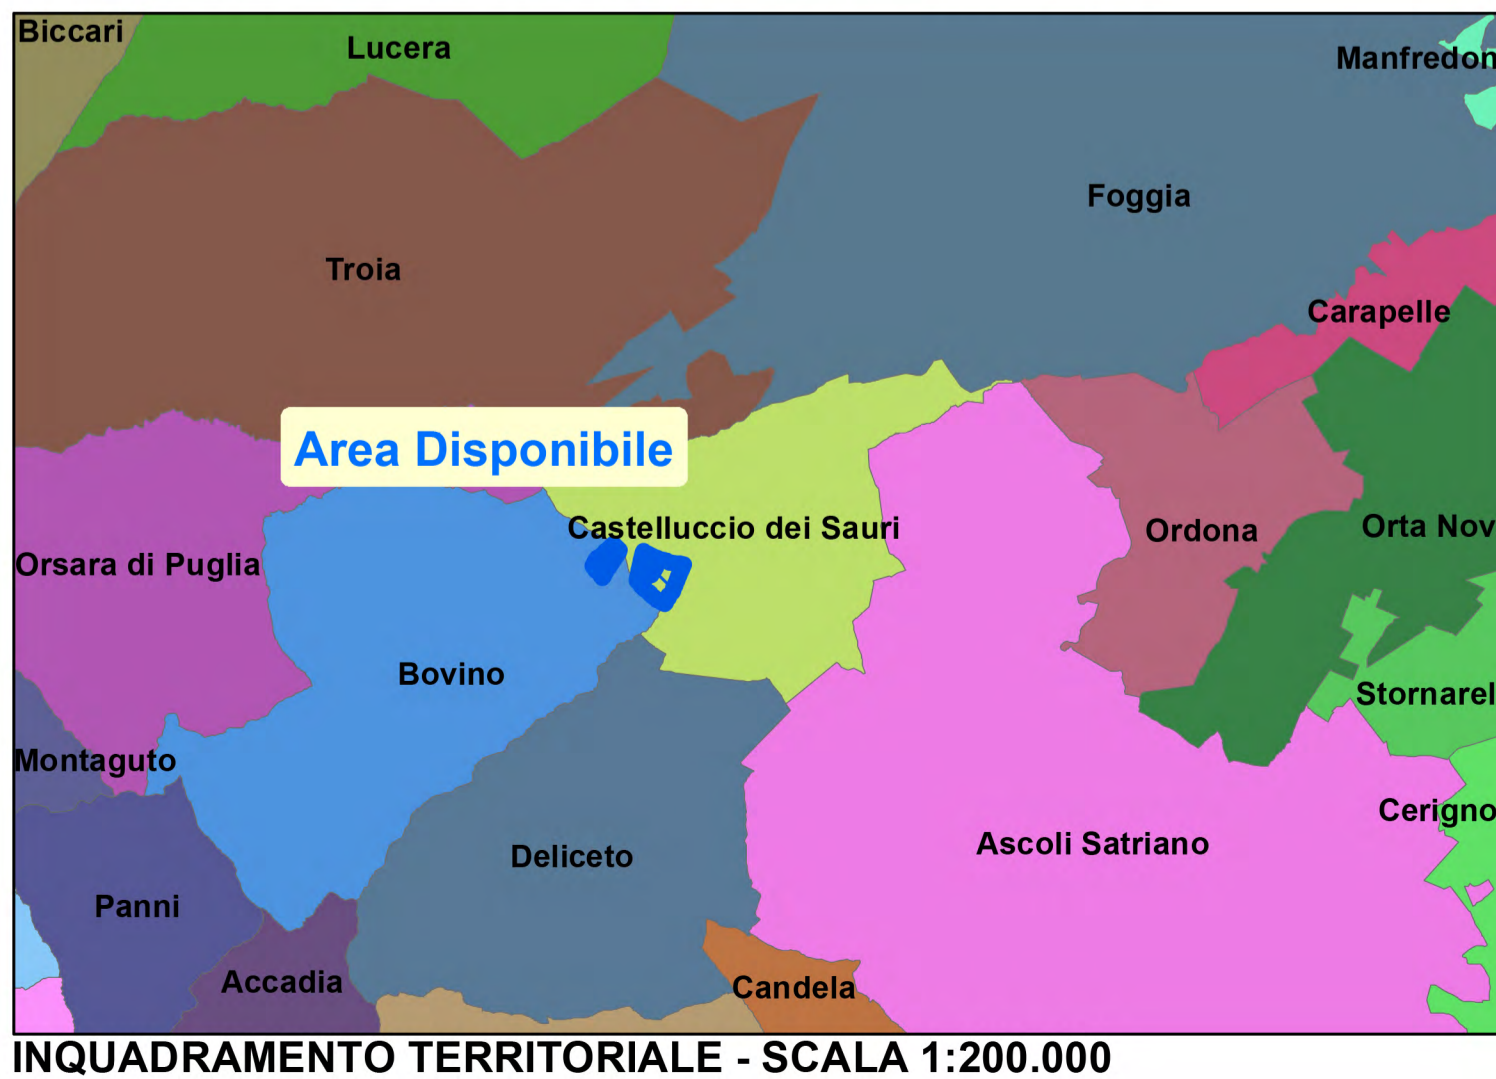 Biccari
Lucera
Manfredon
Foggia
Troia
Carapelle
Area Disponibile
Castelluccio dei Sauri
Ordona
Orta Nov
Orsara di Puglia
Bovino
Stornarel
Montaguto
Cerigno
Ascoli Satriano
Deliceto
Panni
Accadia
Candela
INQUADRAMENTO TERRITORIALE - SCALA 1:200.000